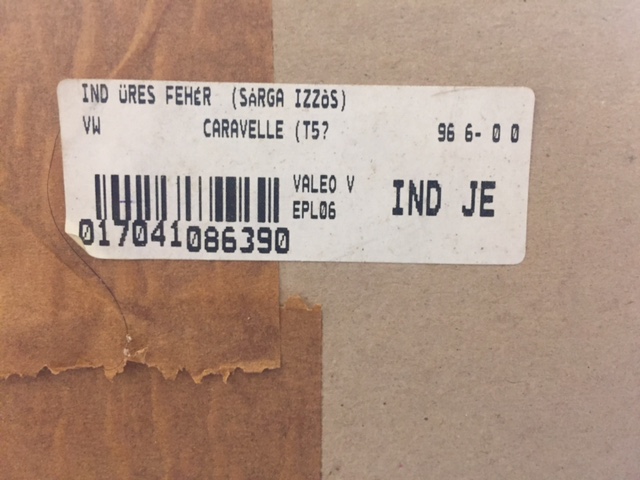 IND ÜRES FEHÉR (SÁRGA IZZÓS)
VW CARAVELLE (T5? 96 6- 0 0
VALEO V
EPL06
IND JE
017041086390